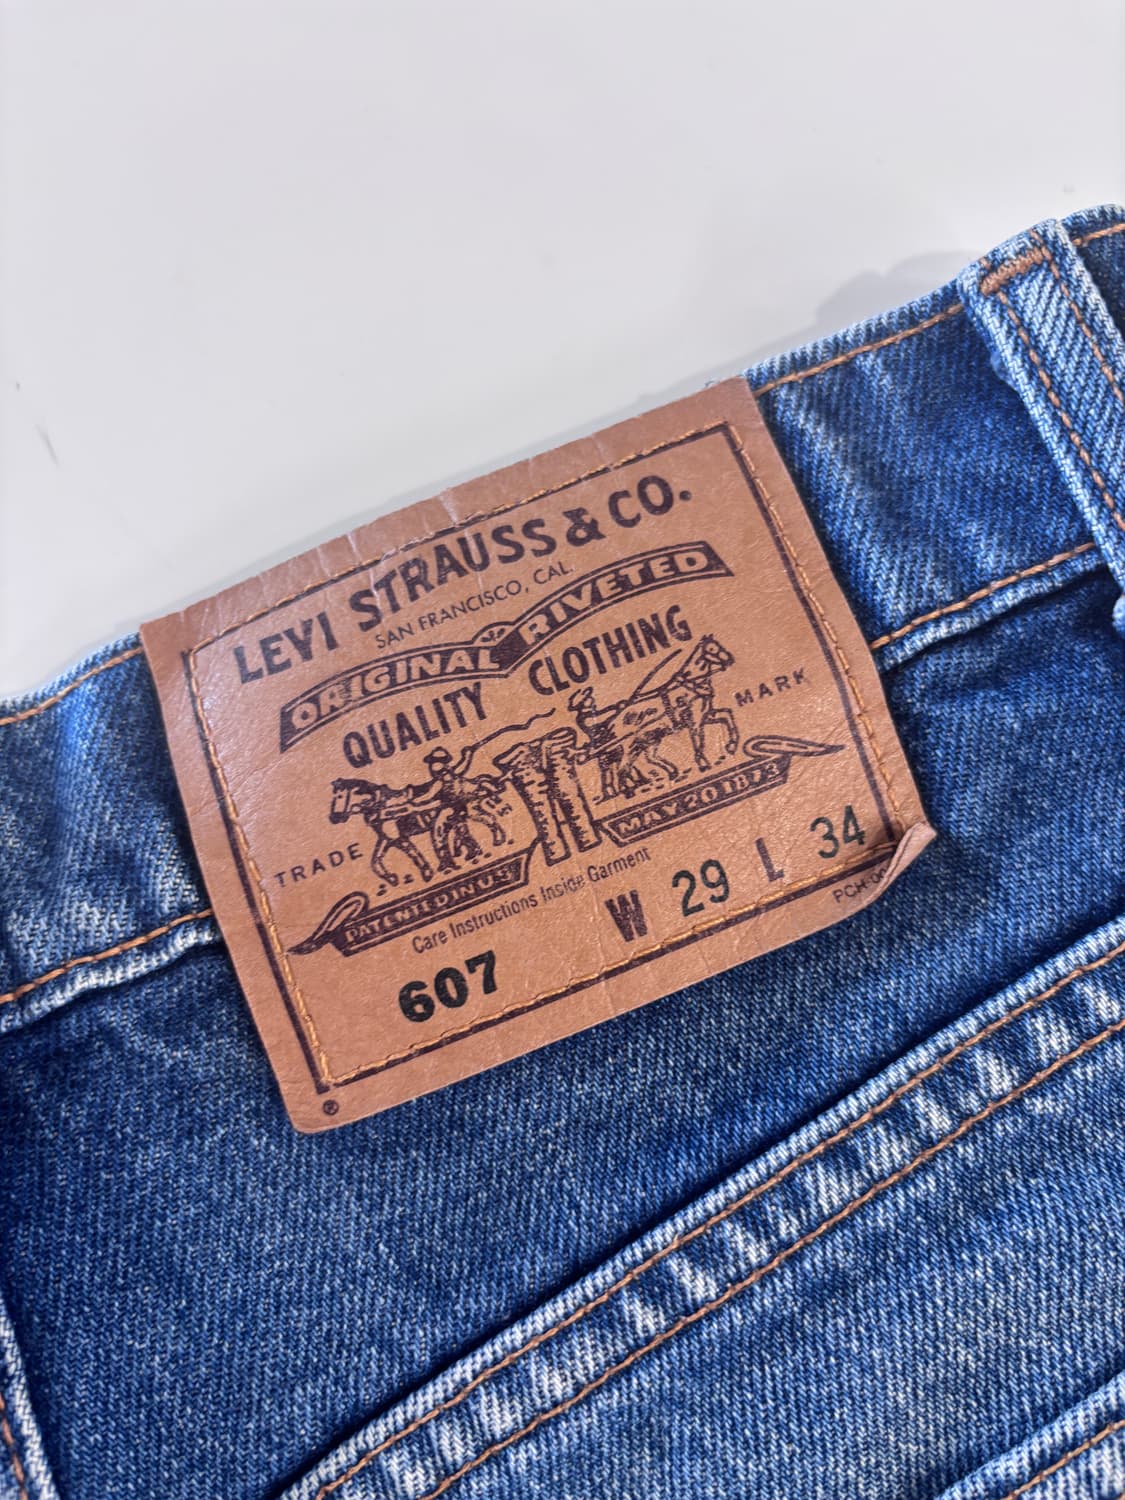 LEVI STRAUSS & CO.
SAN FRANCISCO, CAL.
ORIGINAL RIVETED
QUALITY CLOTHING
TRADE MARK
PATENTED IN U.S. MAY 20 1873
Care Instructions Inside Garment
607 W 29 L 34
®